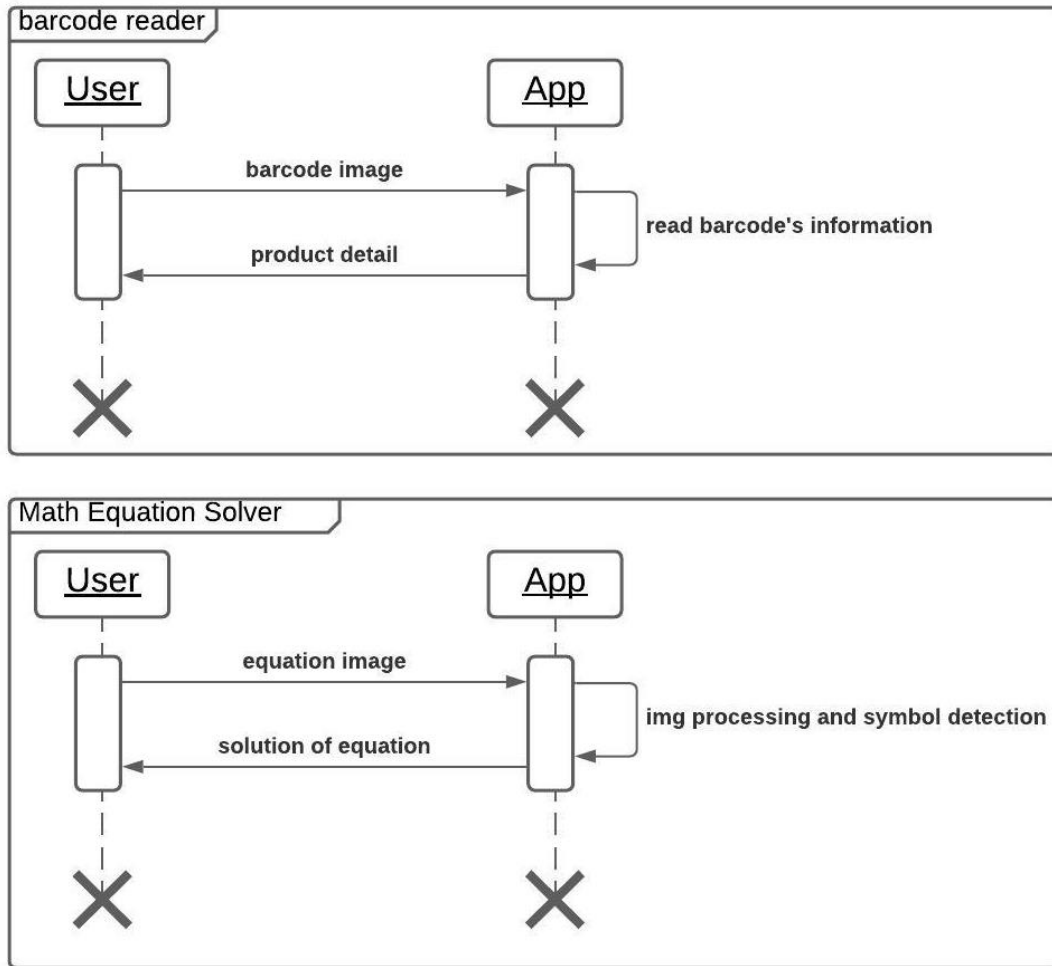 barcode reader
User
App
barcode image
read barcode's information
product detail
Math Equation Solver
User
App
equation image
img processing and symbol detection
solution of equation